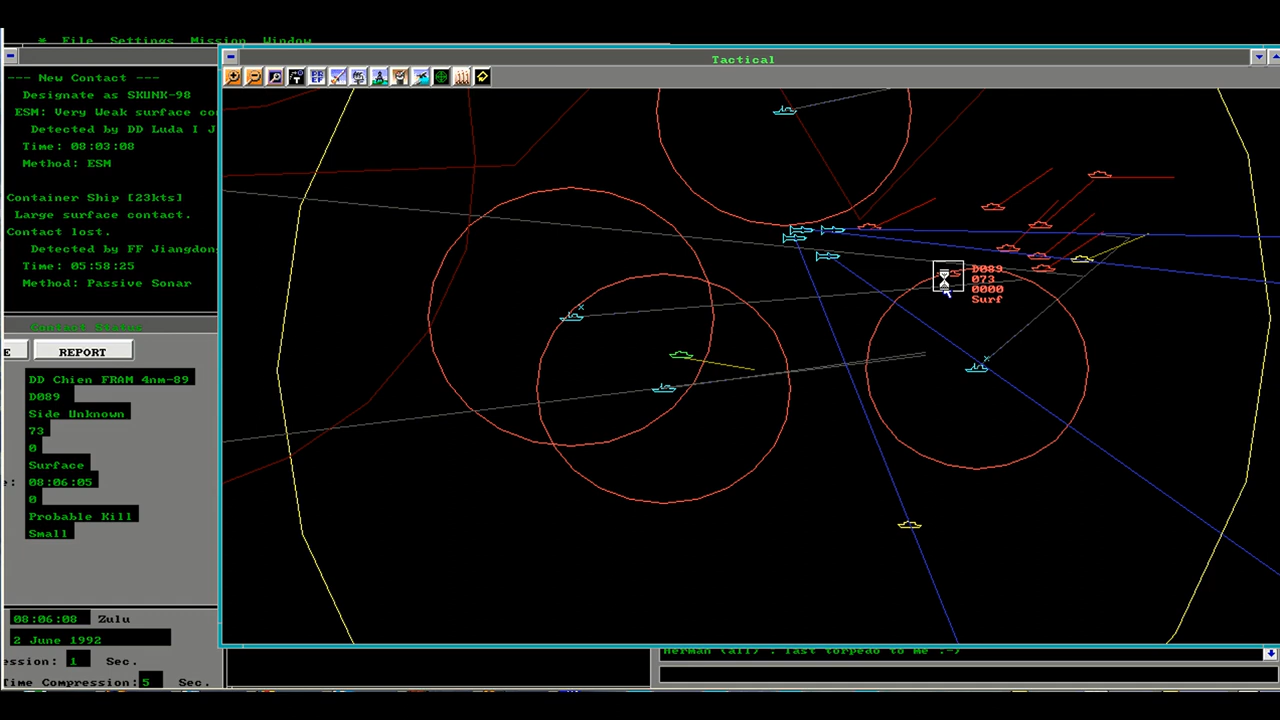 * File Settings Mission Window
Tactical
--- New Contact ---
Designate as SKUNK-98
ESM: Very Weak surface co
Detected by DD Luda I J
Time: 08:03:08
Method: ESM
Container Ship [23kts]
Large surface contact.
Contact lost.
Detected by FF Jiangdon
Time: 05:58:25
Method: Passive Sonar
Contact Status
E REPORT
DD Chien FRAM 4nm-89
D089
Side Unknown
73
0
Surface
: 08:06:05
0
Probable Kill
Small
08:06:08 Zulu
2 June 1992
ession: 1 Sec.
Time Compression: 5 Sec.
D089
073
0000
Surf
Herman (all) : last torpedo to me :-)